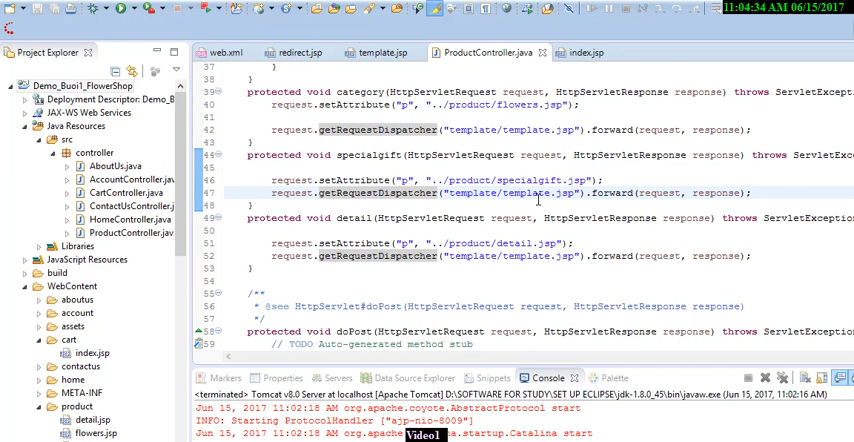 11:04:34 AM 06/15/2017
Project Explorer
web.xml
redirect.jsp
template.jsp
ProductController.java
index.jsp
Demo_Buoi1_FlowerShop
Deployment Descriptor: Demo_B
JAX-WS Web Services
Java Resources
src
controller
AboutUs.java
AccountController.java
CartController.java
ContactUsController.java
HomeController.java
ProductController.java
Libraries
JavaScript Resources
build
WebContent
aboutus
account
assets
cart
index.jsp
contactus
home
META-INF
product
detail.jsp
flowers.jsp
37 }
38 }
39 protected void category(HttpServletRequest request, HttpServletResponse response) throws ServletExcepti
40 request.setAttribute("p", "../product/flowers.jsp");
41
42 request.getRequestDispatcher("template/template.jsp").forward(request, response);
43 }
44 protected void specialgift(HttpServletRequest request, HttpServletResponse response) throws ServletExce
45
46 request.setAttribute("p", "../product/specialgift.jsp");
47 request.getRequestDispatcher("template/template.jsp").forward(request, response);
48 }
49 protected void detail(HttpServletRequest request, HttpServletResponse response) throws ServletException
50
51 request.setAttribute("p", "../product/detail.jsp");
52 request.getRequestDispatcher("template/template.jsp").forward(request, response);
53 }
54
55 /**
56 * @see HttpServlet#doPost(HttpServletRequest request, HttpServletResponse response)
57 */
58 protected void doPost(HttpServletRequest request, HttpServletResponse response) throws ServletException
59 // TODO Auto-generated method stub
Markers
Properties
Servers
Data Source Explorer
Snippets
Console
Palette
<terminated> Tomcat v8.0 Server at localhost [Apache Tomcat] D:\SOFTWARE FOR STUDY\SET UP ECLIPSE\jdk-1.8.0_45\bin\javaw.exe (Jun 15, 2017 11:02:16 AM)
Jun 15, 2017 11:02:18 AM org.apache.coyote.AbstractProtocol start
INFO: Starting ProtocolHandler ["ajp-nio-8009"]
Jun 15, 2017 11:02:18 AM org.apache.catalina.startup.Catalina start
Video1